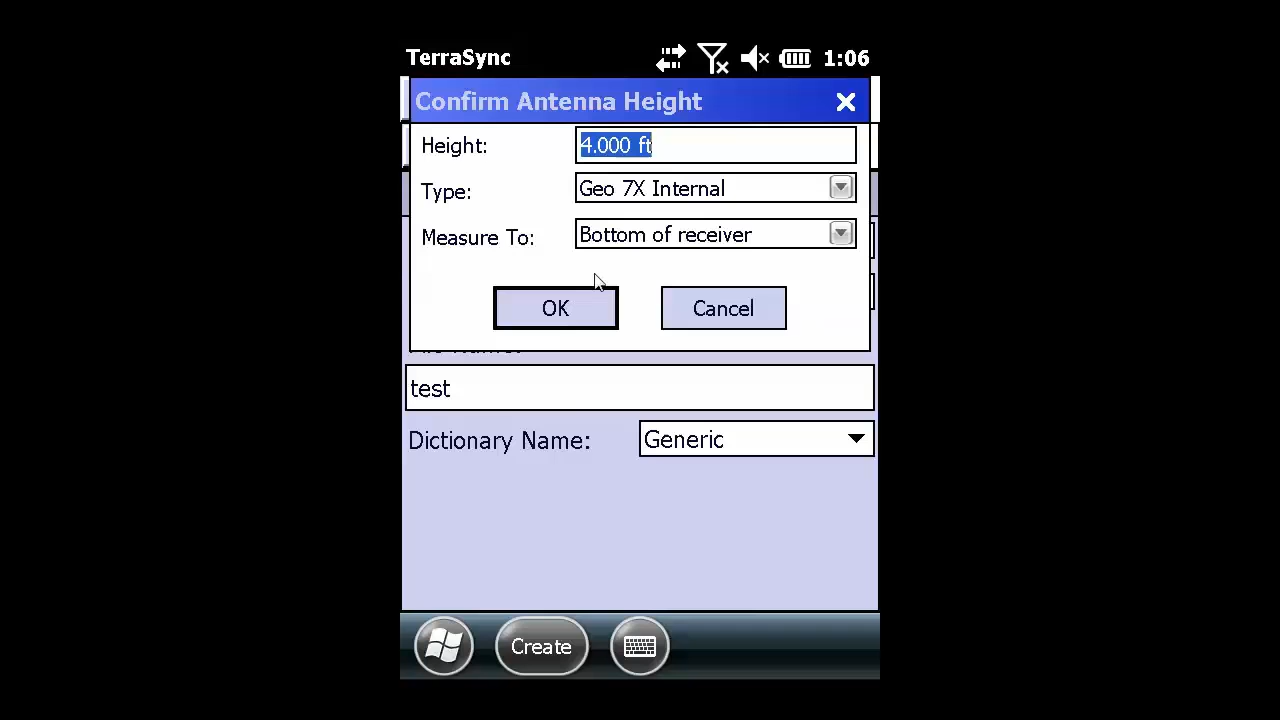 TerraSync 1:06
Confirm Antenna Height
Height: 4.000 ft
Type: Geo 7X Internal
Measure To: Bottom of receiver
OK Cancel
test
Dictionary Name: Generic
Create